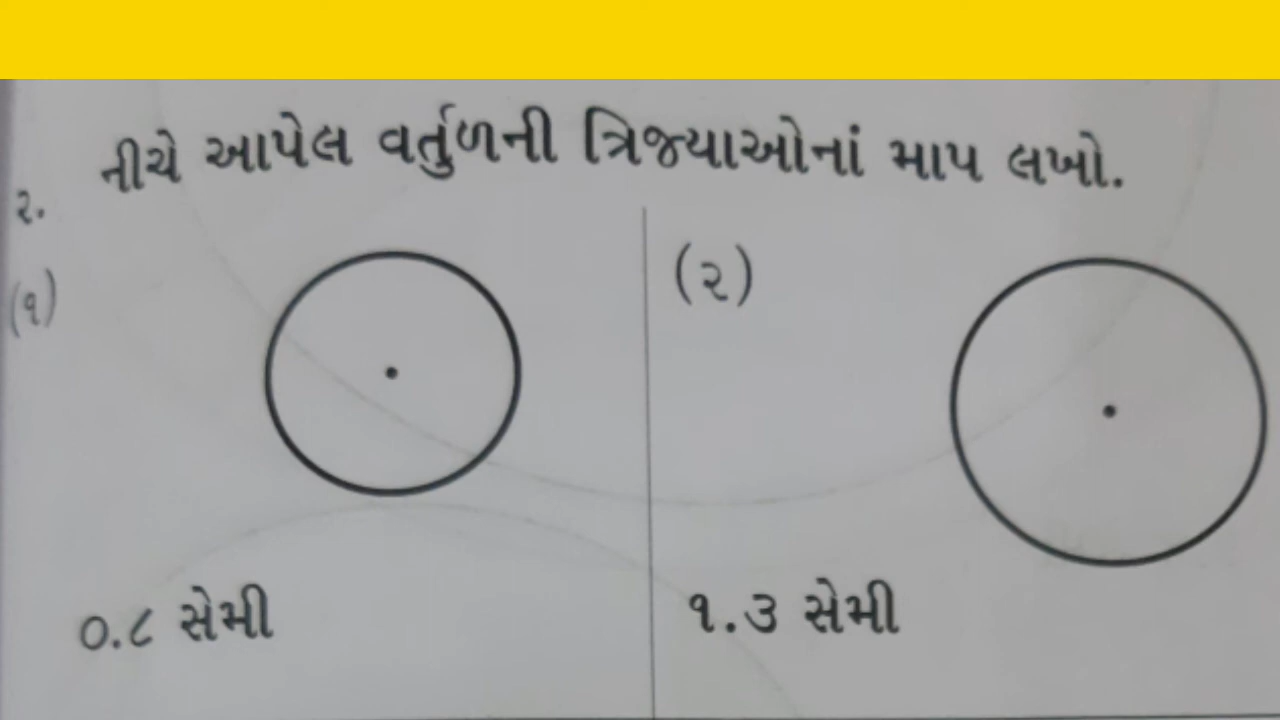 નીચે આપેલ વર્તુળની ત્રિજ્યાઓનાં માપ લખો.
૨.
(૧)
(૨)
૦.૮ સેમી
૧.૩ સેમી